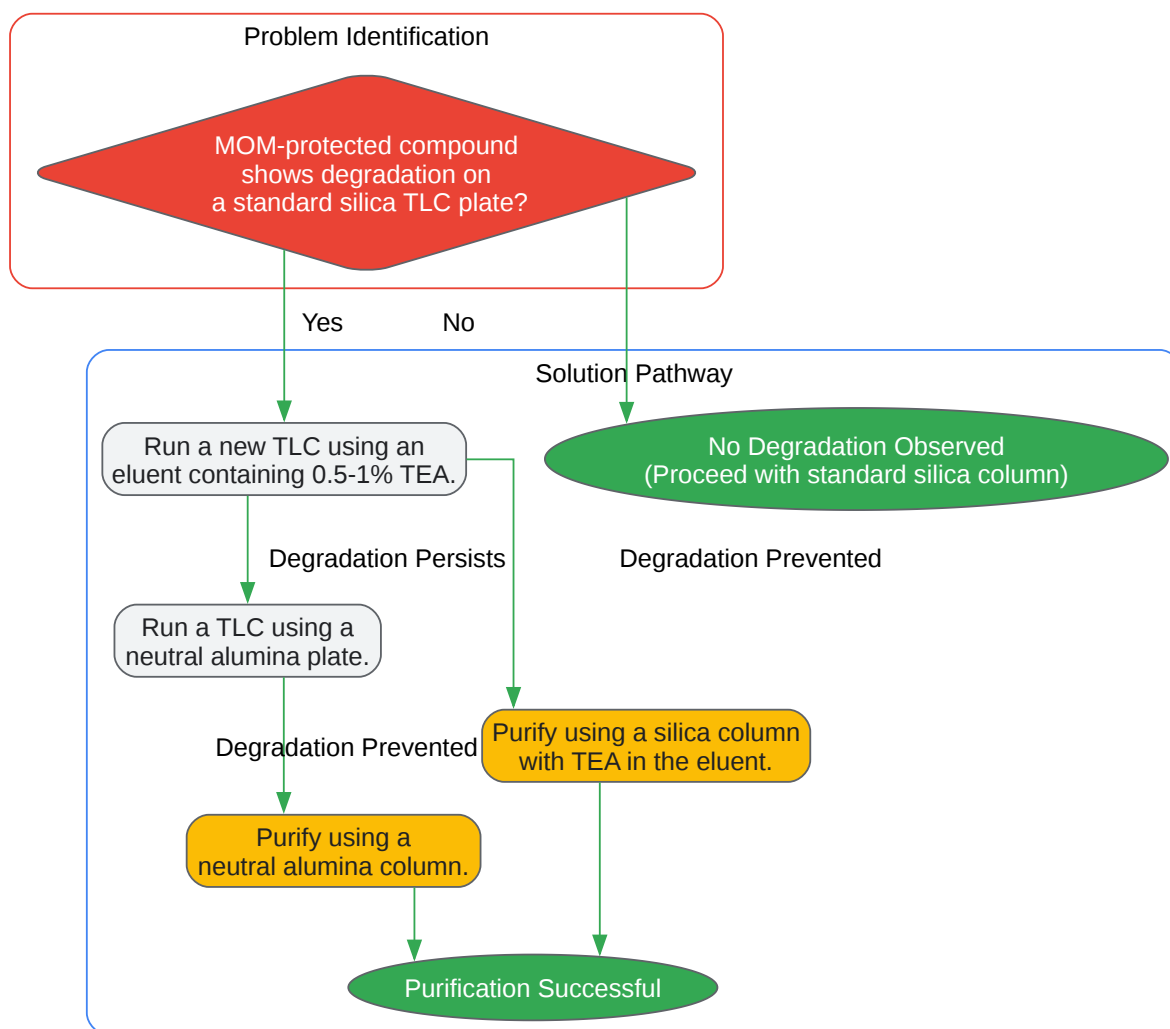 Problem Identification
MOM-protected compound
shows degradation on
a standard silica TLC plate?
Yes
No
Solution Pathway
Run a new TLC using an
eluent containing 0.5-1% TEA.
No Degradation Observed
(Proceed with standard silica column)
Degradation Persists
Degradation Prevented
Run a TLC using a
neutral alumina plate.
Degradation Prevented
Purify using a silica column
with TEA in the eluent.
Purify using a
neutral alumina column.
Purification Successful